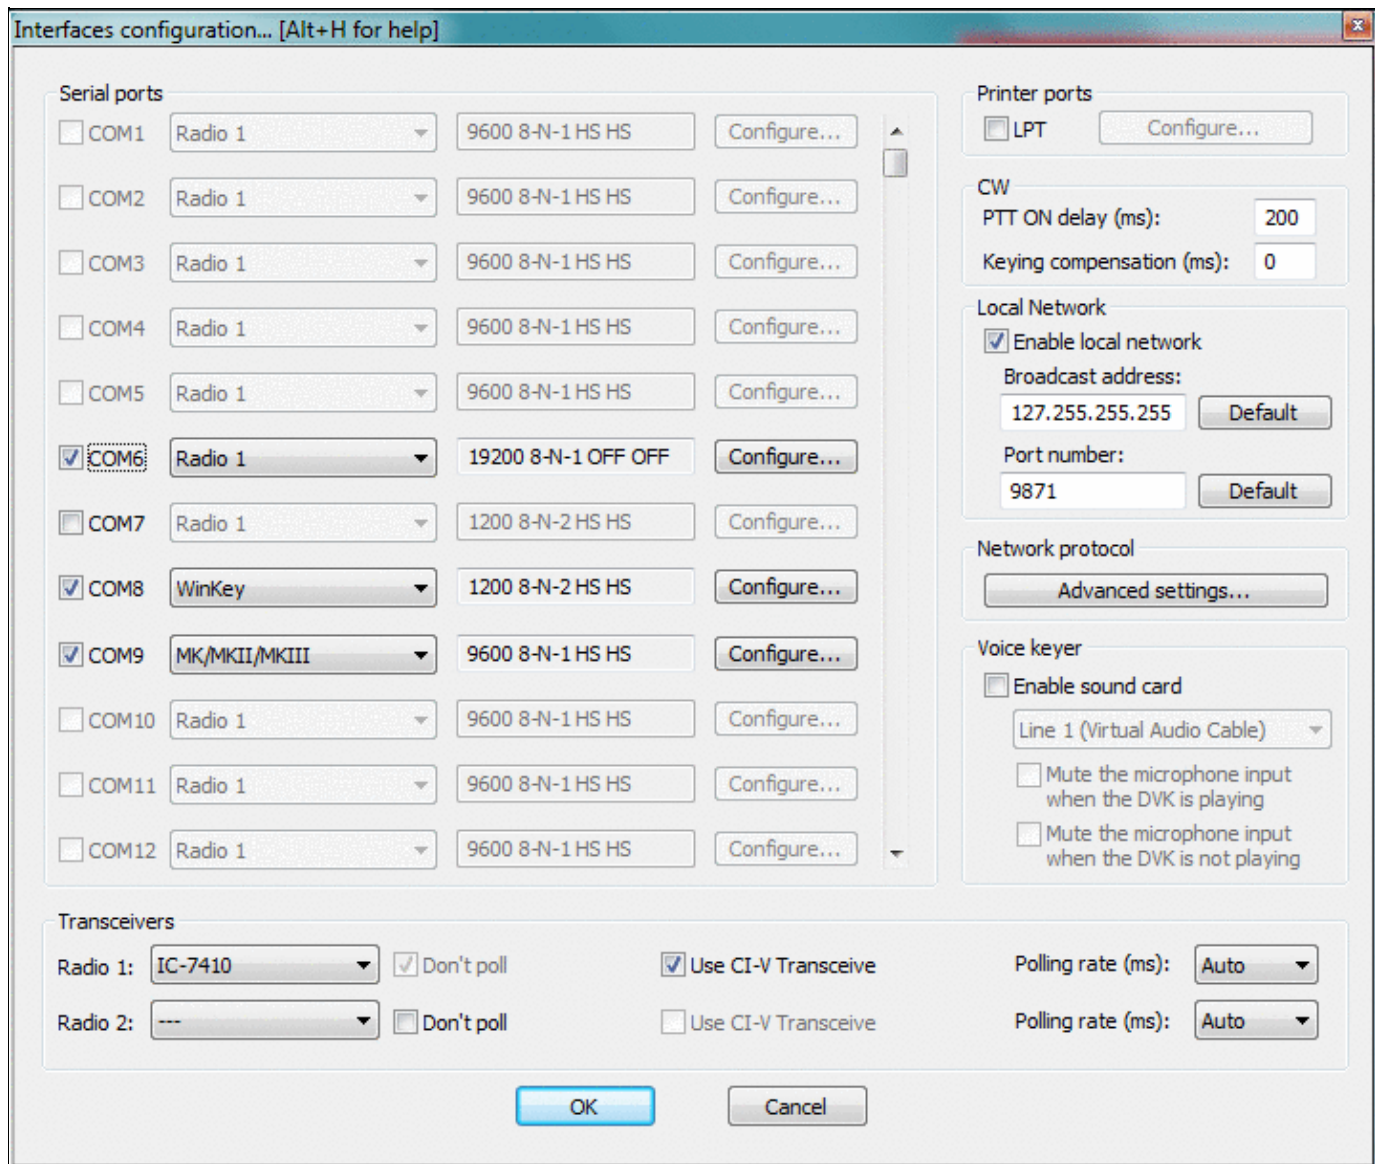 Interfaces configuration... [Alt+H for help]
Serial ports
COM1 Radio 1 9600 8-N-1 HS HS Configure...
COM2 Radio 1 9600 8-N-1 HS HS Configure...
COM3 Radio 1 9600 8-N-1 HS HS Configure...
COM4 Radio 1 9600 8-N-1 HS HS Configure...
COM5 Radio 1 9600 8-N-1 HS HS Configure...
COM6 Radio 1 19200 8-N-1 OFF OFF Configure...
COM7 Radio 1 1200 8-N-2 HS HS Configure...
COM8 WinKey 1200 8-N-2 HS HS Configure...
COM9 MK/MKII/MKIII 9600 8-N-1 HS HS Configure...
COM10 Radio 1 9600 8-N-1 HS HS Configure...
COM11 Radio 1 9600 8-N-1 HS HS Configure...
COM12 Radio 1 9600 8-N-1 HS HS Configure...
Printer ports
LPT Configure...
CW
PTT ON delay (ms): 200
Keying compensation (ms): 0
Local Network
Enable local network
Broadcast address:
127.255.255.255 Default
Port number:
9871 Default
Network protocol
Advanced settings...
Voice keyer
Enable sound card
Line 1 (Virtual Audio Cable)
Mute the microphone input
when the DVK is playing
Mute the microphone input
when the DVK is not playing
Transceivers
Radio 1: IC-7410 Don't poll Use CI-V Transceive Polling rate (ms): Auto
Radio 2: --- Don't poll Use CI-V Transceive Polling rate (ms): Auto
OK Cancel